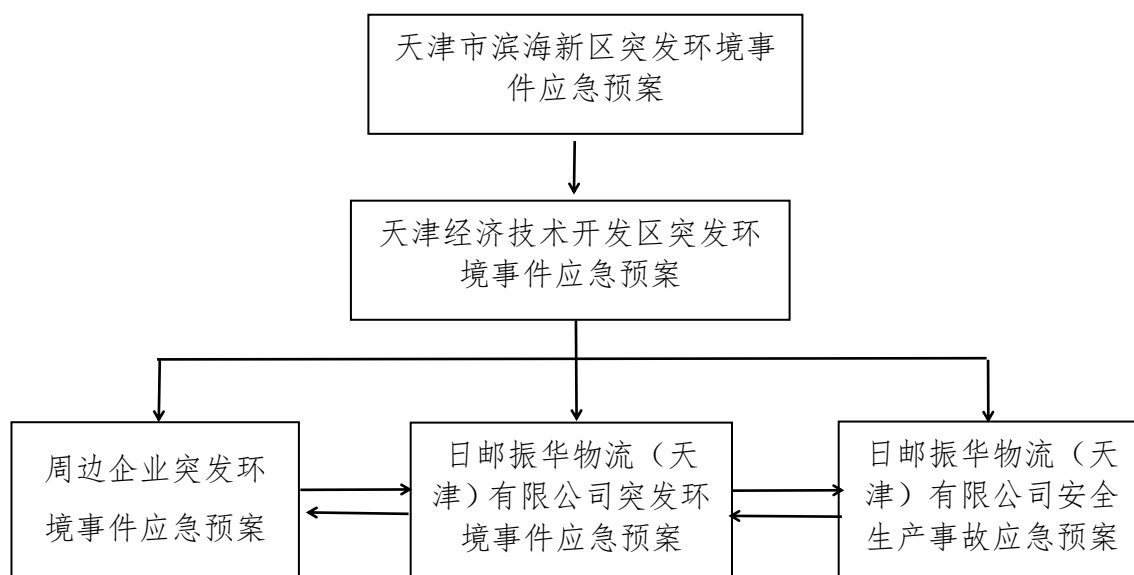 天津市滨海新区突发环境事
件应急预案
天津经济技术开发区突发环
境事件应急预案
周边企业突发环
境事件应急预案
日邮振华物流（天
津）有限公司突发环
境事件应急预案
日邮振华物流（天
津）有限公司安全
生产事故应急预案